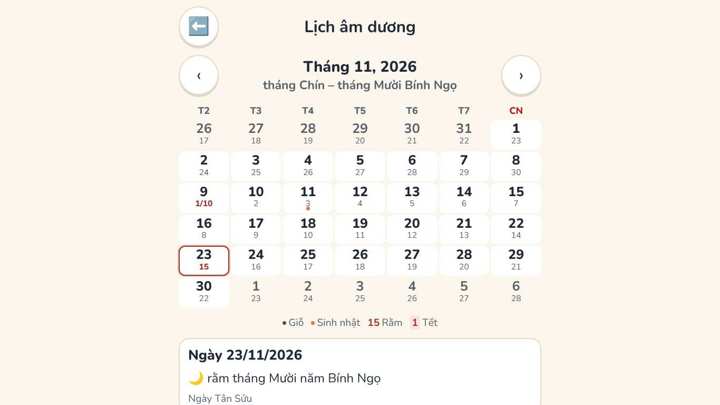 Lịch âm dương
‹
Tháng 11, 2026
›
tháng Chín – tháng Mười Bính Ngọ
T2 T3 T4 T5 T6 T7 CN
26 27 28 29 30 31 1
17 18 19 20 21 22 23
2 3 4 5 6 7 8
24 25 26 27 28 29 30
9 10 11 12 13 14 15
1/10 2 3 4 5 6 7
16 17 18 19 20 21 22
8 9 10 11 12 13 14
23 24 25 26 27 28 29
15 16 17 18 19 20 21
30 1 2 3 4 5 6
22 23 24 25 26 27 28
Giỗ Sinh nhật 15 Rằm 1 Tết
Ngày 23/11/2026
🌙 rằm tháng Mười năm Bính Ngọ
Ngày Tân Sửu